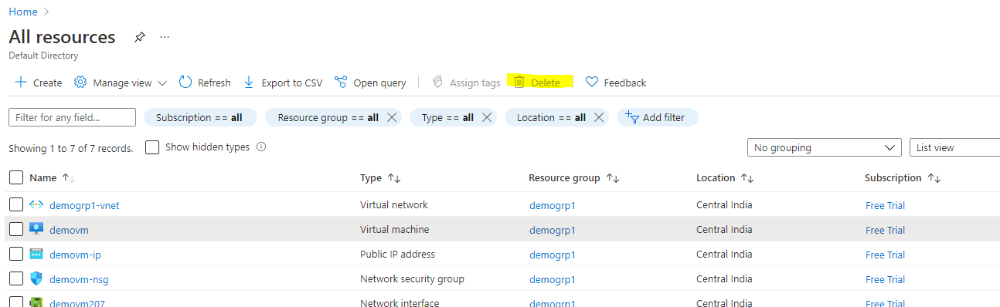 Home
All resources
Default Directory
Create Manage view Refresh Export to CSV Open query Assign tags Delete Feedback
Filter for any field... Subscription == all Resource group == all Type == all Location == all Add filter
Showing 1 to 7 of 7 records. Show hidden types No grouping List view
Name Type Resource group Location Subscription
demogrp1-vnet Virtual network demogrp1 Central India Free Trial
demovm Virtual machine demogrp1 Central India Free Trial
demovm-ip Public IP address demogrp1 Central India Free Trial
demovm-nsg Network security group demogrp1 Central India Free Trial
demovm207 Network interface demogrp1 Central India Free Trial